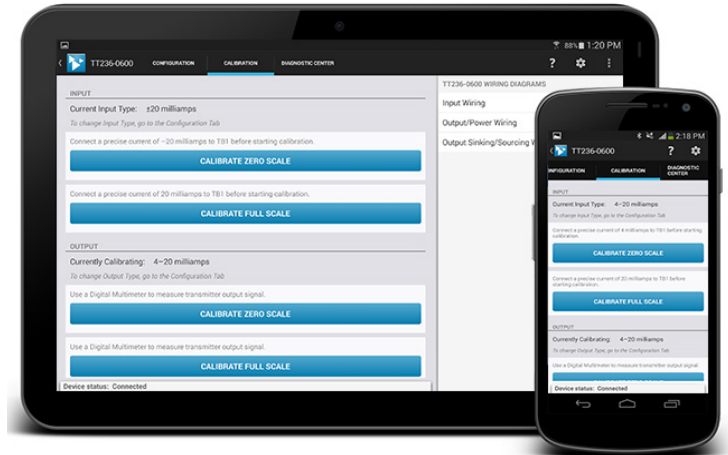 88% 1:20 PM
TT236-0600 CONFIGURATION CALIBRATION DIAGNOSTIC CENTER ?
INPUT
Current Input Type: ±20 milliamps
To change Input Type, go to the Configuration Tab
Connect a precise current of -20 milliamps to TB1 before starting calibration.
CALIBRATE ZERO SCALE
Connect a precise current of 20 milliamps to TB1 before starting calibration.
CALIBRATE FULL SCALE
OUTPUT
Currently Calibrating: 4-20 milliamps
To change Output Type, go to the Configuration Tab
Use a Digital Multimeter to measure transmitter output signal.
CALIBRATE ZERO SCALE
Use a Digital Multimeter to measure transmitter output signal.
CALIBRATE FULL SCALE
Device status: Connected
TT236-0600 WIRING DIAGRAMS
Input Wiring
Output/Power Wiring
Output Sinking/Sourcing W
2:18 PM
TT236-0600 ?
NFIGURATION CALIBRATION DIAGNOSTIC
CENTER
INPUT
Current Input Type: 4-20 milliamps
To change Input Type, go to the Configuration Tab
Connect a precise current of 4 milliamps to TB1 before starting
calibration.
CALIBRATE ZERO SCALE
Connect a precise current of 20 milliamps to TB1 before
starting calibration.
CALIBRATE FULL SCALE
OUTPUT
Currently Calibrating: 4-20 milliamps
To change Output Type, go to the Configuration Tab
Use a Digital Multimeter to measure transmitter output signal.
Device status: Connected